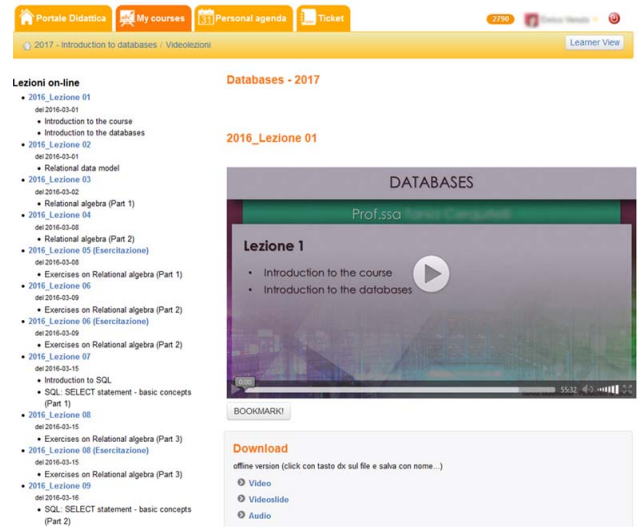 Portale Didattica
My courses
31 Personal agenda
Ticket
2790
2017 - Introduction to databases / Videolezioni
Learner View
Lezioni on-line
2016_Lezione 01
del 2016-03-01
Introduction to the course
Introduction to the databases
2016_Lezione 02
del 2016-03-01
Relational data model
2016_Lezione 03
del 2016-03-02
Relational algebra (Part 1)
2016_Lezione 04
del 2016-03-08
Relational algebra (Part 2)
2016_Lezione 05 (Esercitazione)
del 2016-03-08
Exercises on Relational algebra (Part 1)
2016_Lezione 06
del 2016-03-09
Exercises on Relational algebra (Part 2)
2016_Lezione 06 (Esercitazione)
del 2016-03-09
Exercises on Relational algebra (Part 2)
2016_Lezione 07
del 2016-03-15
Introduction to SQL
SQL: SELECT statement - basic concepts
(Part 1)
2016_Lezione 08
del 2016-03-15
Exercises on Relational algebra (Part 3)
2016_Lezione 08 (Esercitazione)
del 2016-03-15
Exercises on Relational algebra (Part 3)
2016_Lezione 09
del 2016-03-16
SQL: SELECT statement - basic concepts
(Part 2)
Databases - 2017
2016_Lezione 01
DATABASES
Prof.ssa
Lezione 1
Introduction to the course
Introduction to the databases
0:00
55:32
BOOKMARK!
Download
offline version (click con tasto dx sul file e salva con nome...)
Video
Videoslide
Audio